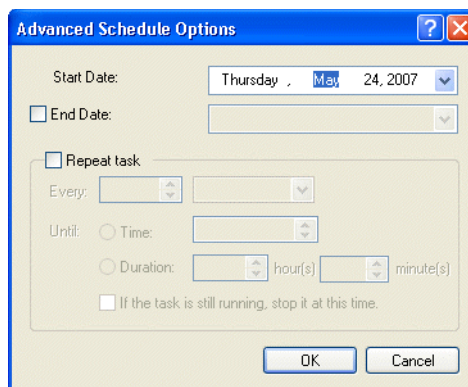 Advanced Schedule Options
Start Date: Thursday , May 24, 2007
End Date:
Repeat task
Every:
Until: Time:
Duration: hour(s) minute(s)
If the task is still running, stop it at this time.
OK Cancel